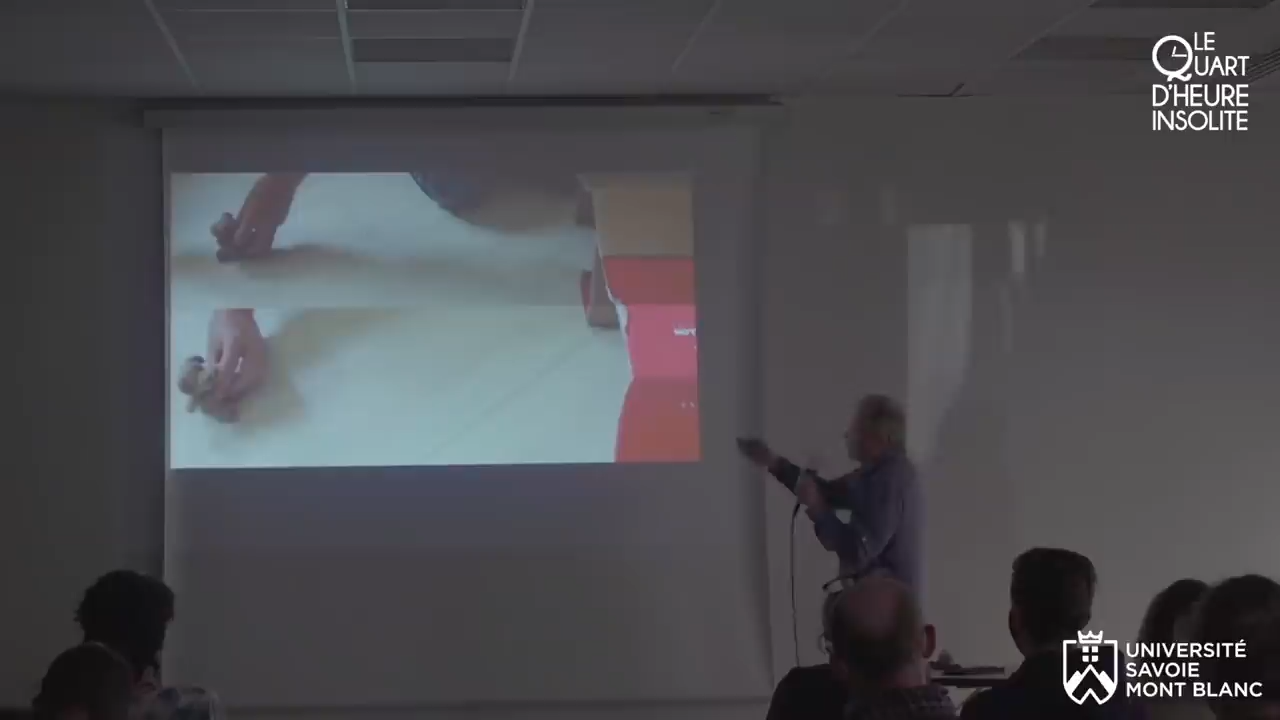 LE
QUART
D'HEURE
INSOLITE
UNIVERSITÉ
SAVOIE
MONT BLANC